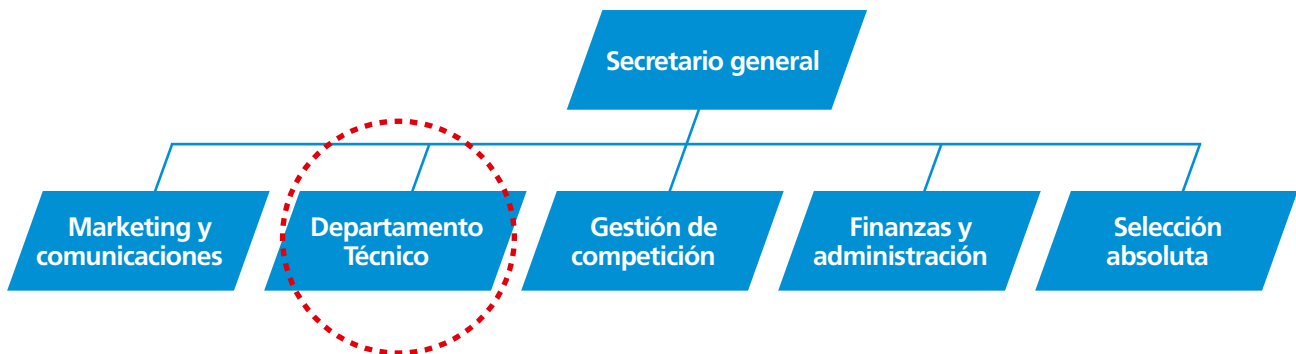 Secretario general
Marketing y
comunicaciones
Departamento
Técnico
Gestión de
competición
Finanzas y
administración
Selección
absoluta